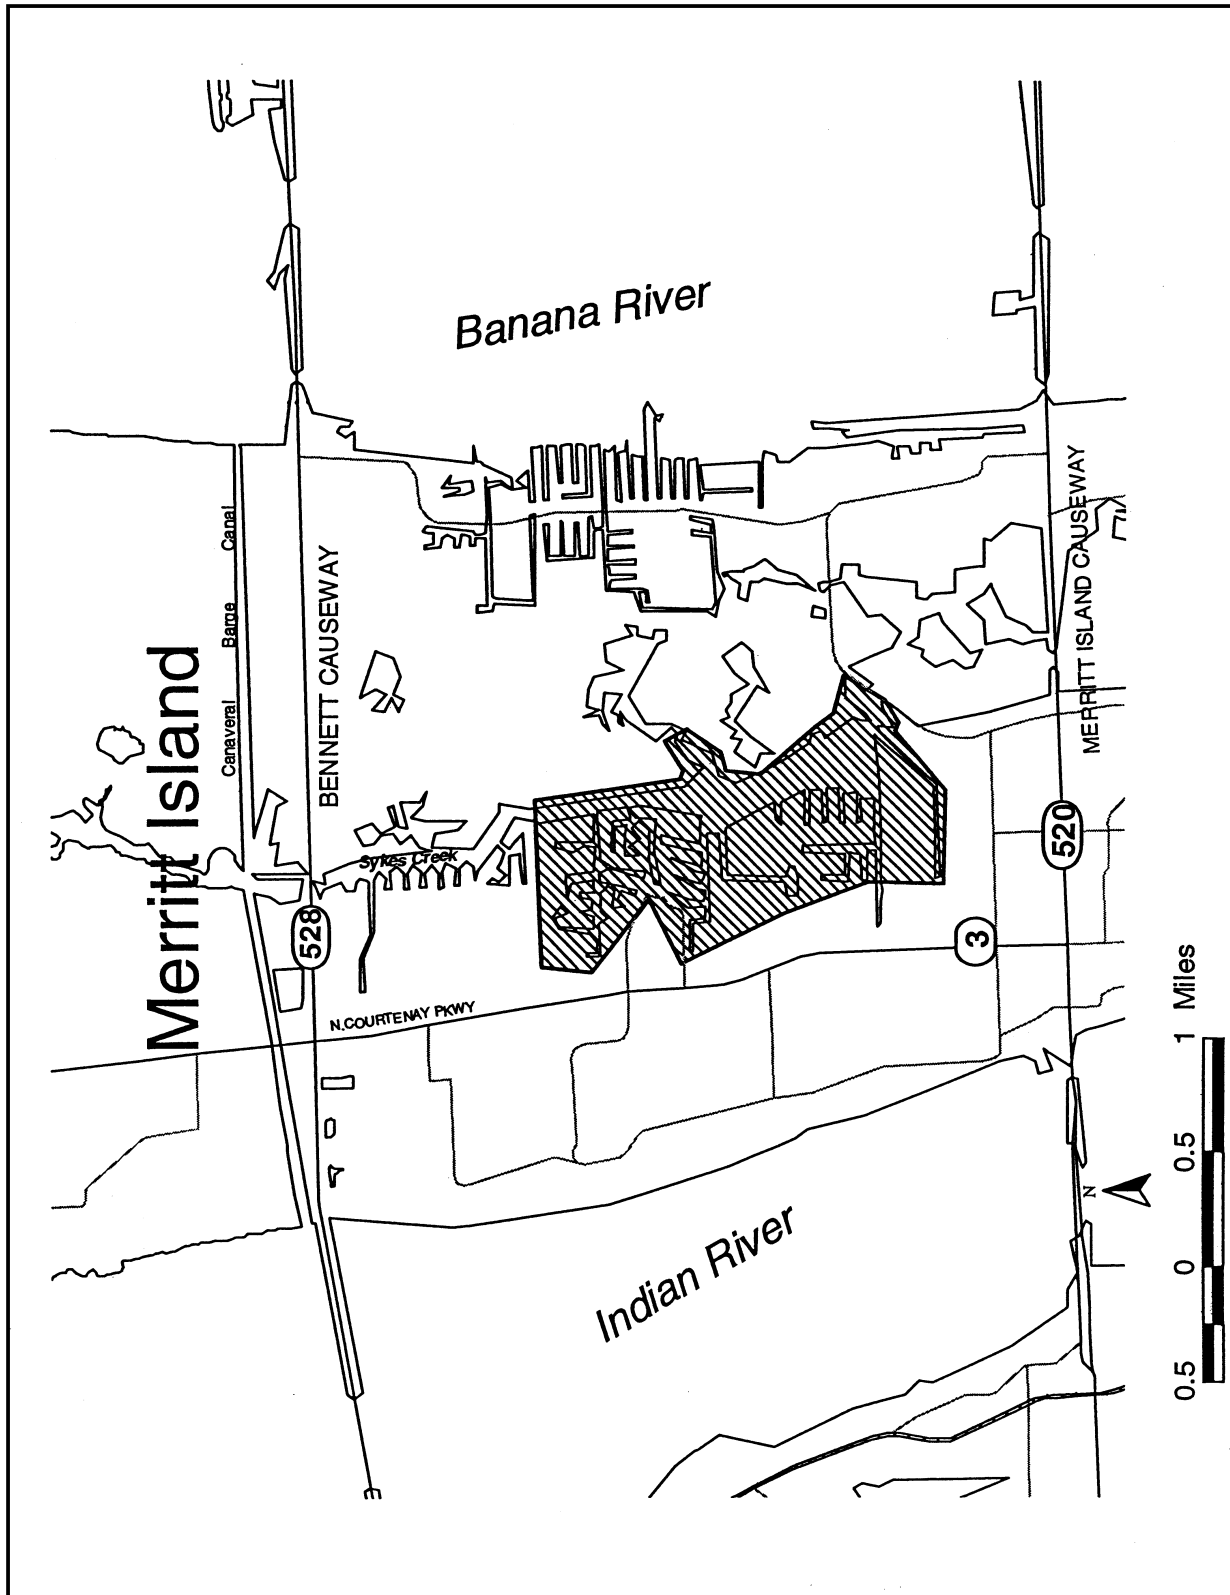 Merritt Island
Canaveral Barge Canal
BENNETT CAUSEWAY
528
Sykes Creek
N.COURTENAY PKWY
Banana River
Indian River
3
520
MERRITT ISLAND CAUSEWAY
N
0.5 0 0.5 1 Miles